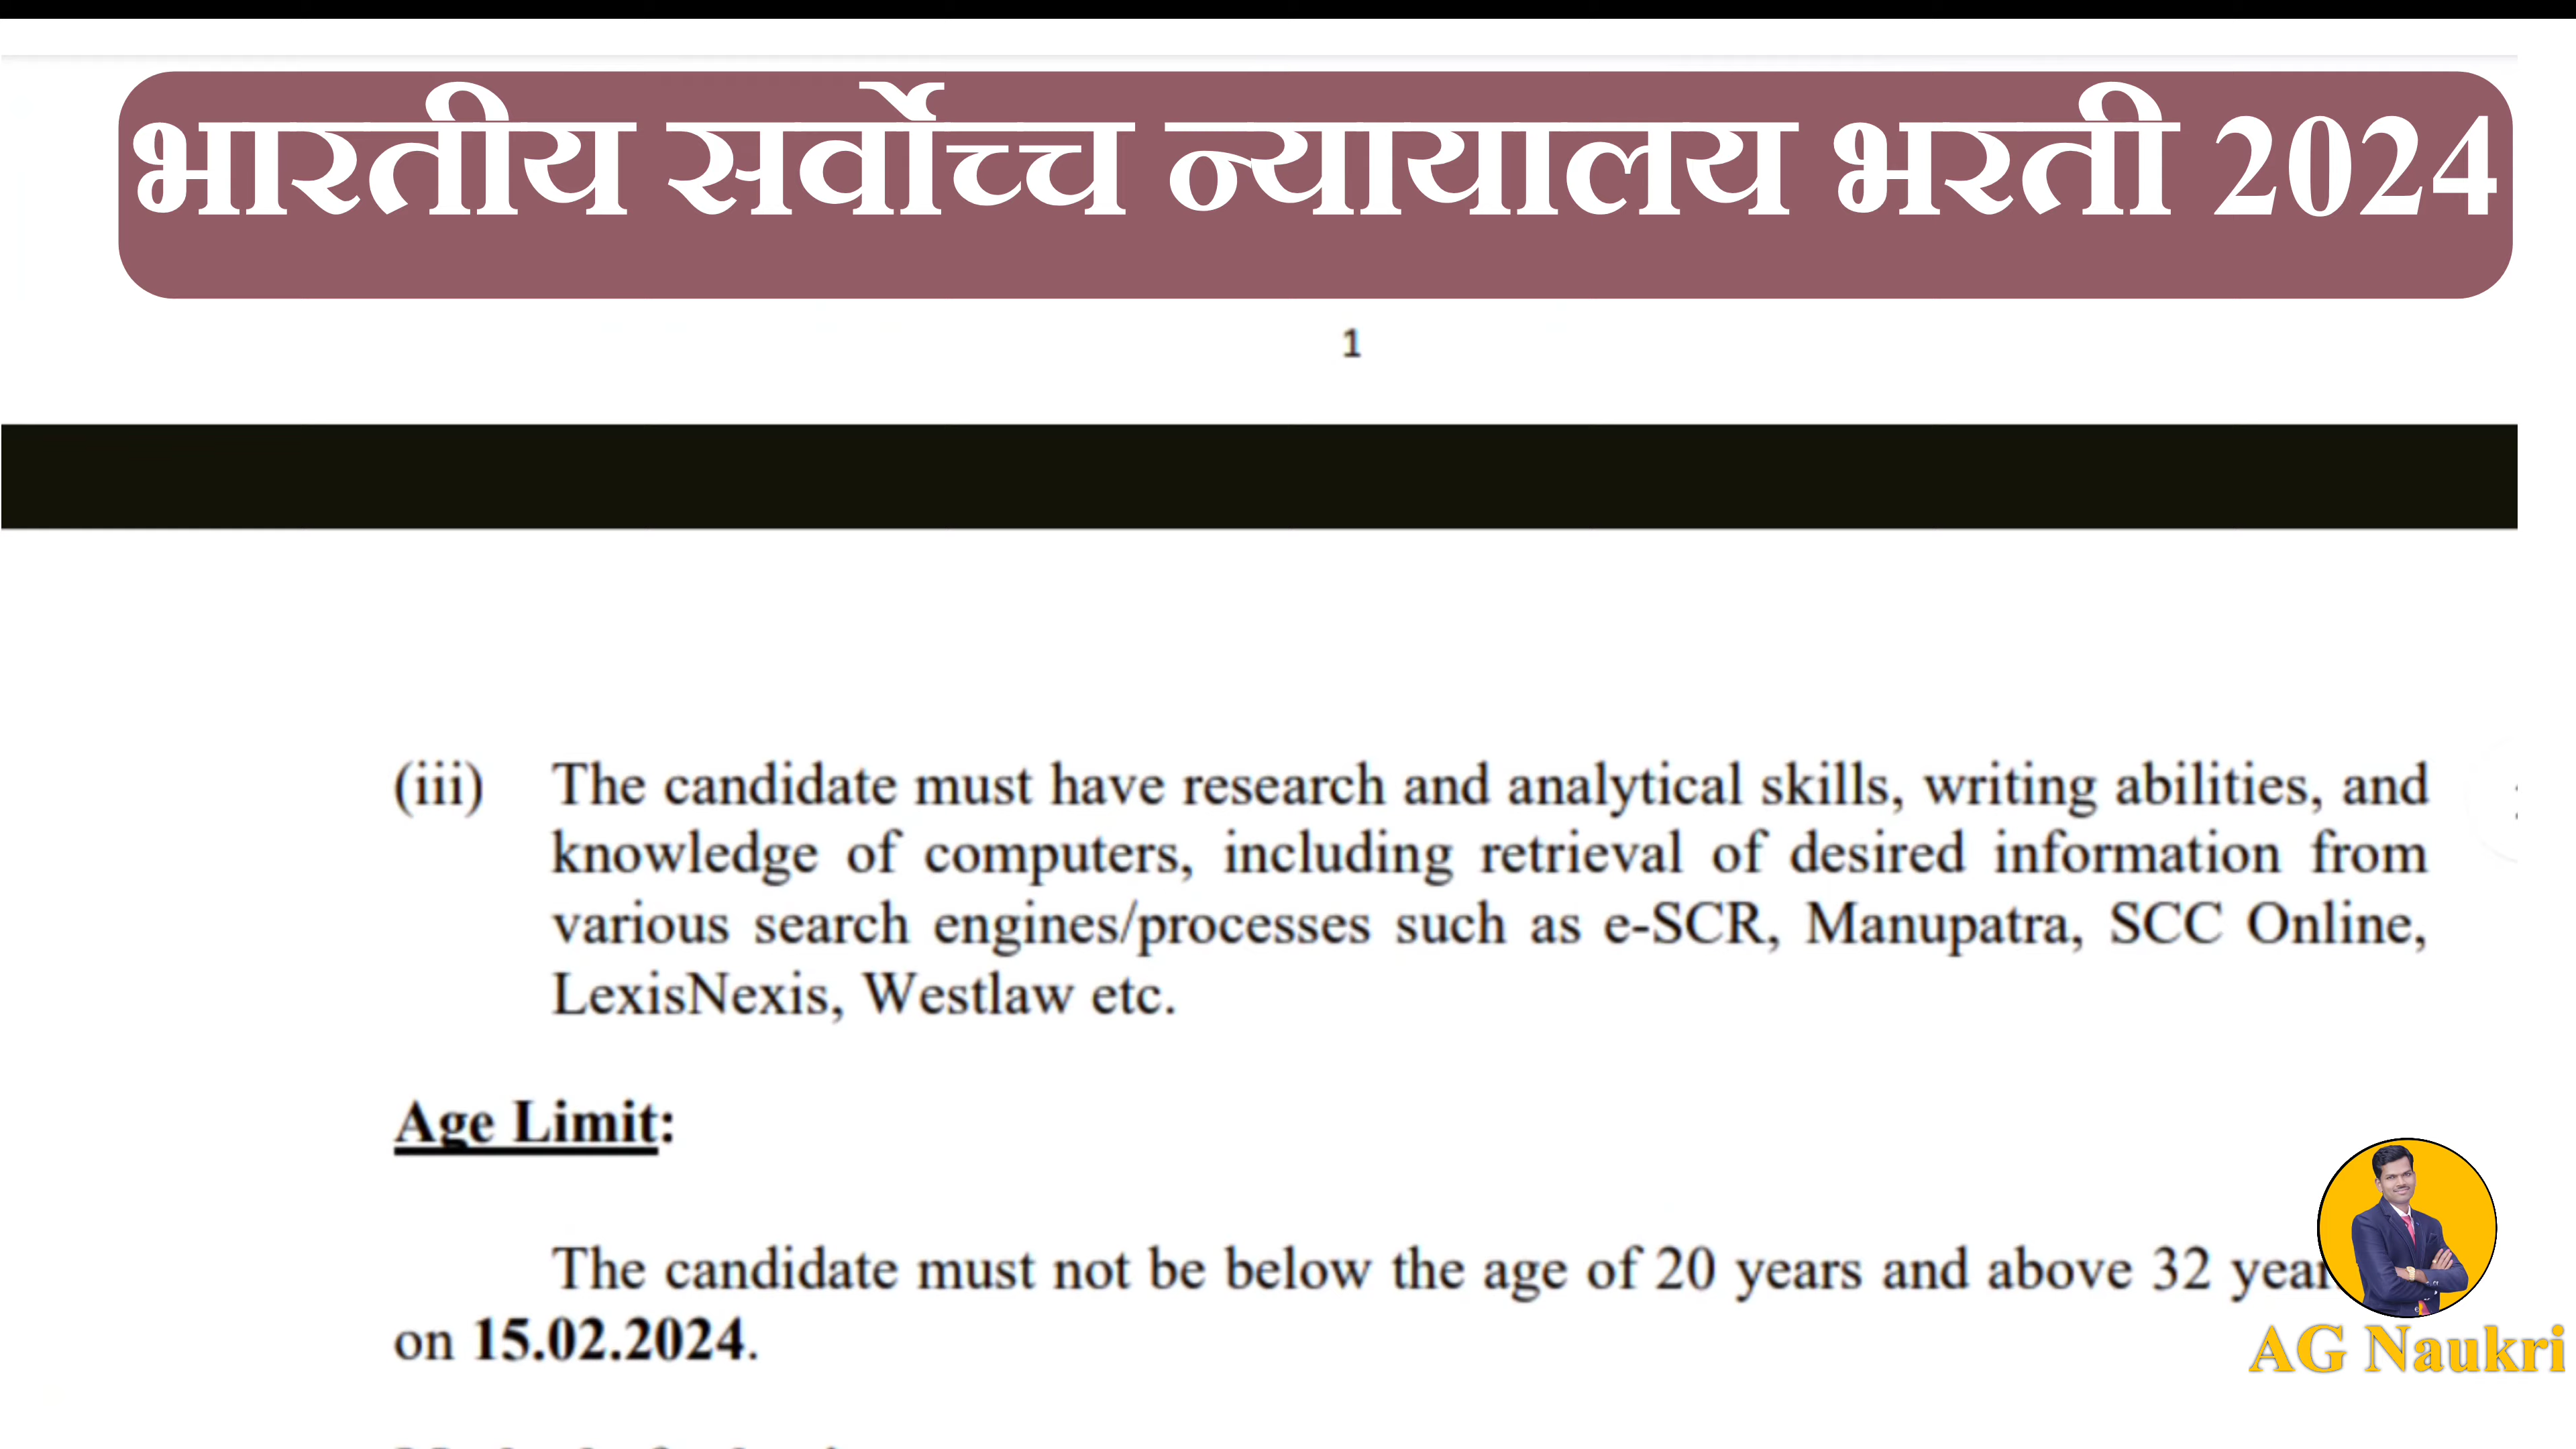 भारतीय सर्वोच्च न्यायालय भरती 2024
1
(iii) The candidate must have research and analytical skills, writing abilities, and
knowledge of computers, including retrieval of desired information from
various search engines/processes such as e-SCR, Manupatra, SCC Online,
LexisNexis, Westlaw etc.
Age Limit:
The candidate must not be below the age of 20 years and above 32
on 15.02.2024.
AG Naukri